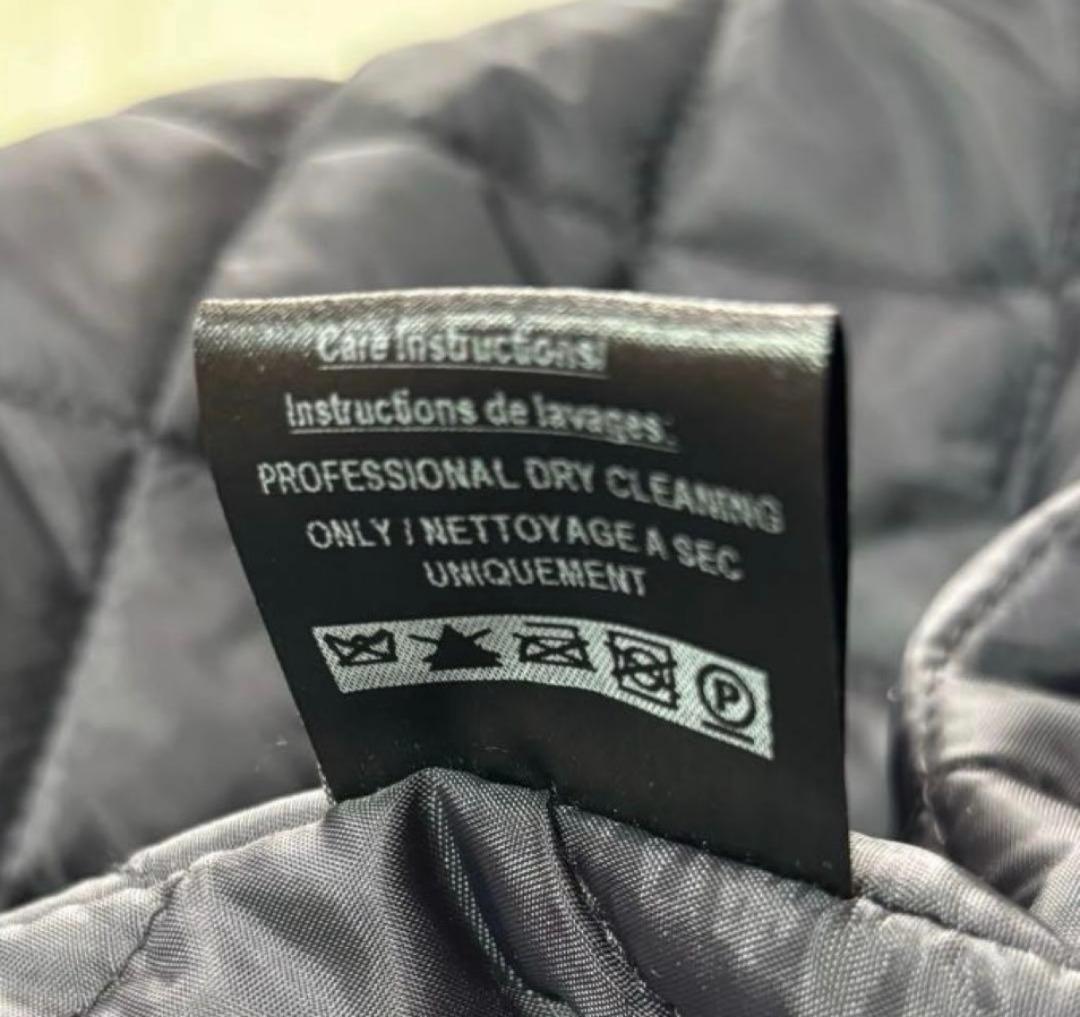 Care Instructions:
Instructions de lavages:
PROFESSIONAL DRY CLEANING
ONLY / NETTOYAGE A SEC
UNIQUEMENT
P